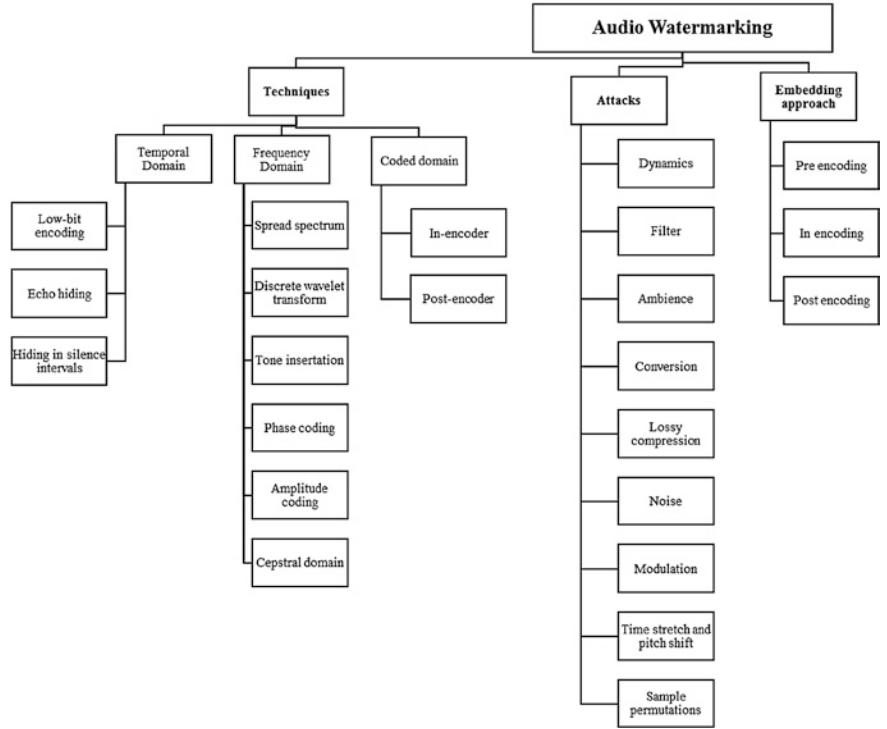 Audio Watermarking
Techniques
Temporal
Domain
Low-bit
encoding
Echo hiding
Hiding in silence
intervals
Frequency
Domain
Spread spectrum
Discrete wavelet
transform
Tone insertation
Phase coding
Amplitude
coding
Cepstral domain
Coded domain
In-encoder
Post-encoder
Attacks
Dynamics
Filter
Ambience
Conversion
Lossy
compression
Noise
Modulation
Time stretch and
pitch shift
Sample
permutations
Embedding
approach
Pre encoding
In encoding
Post encoding